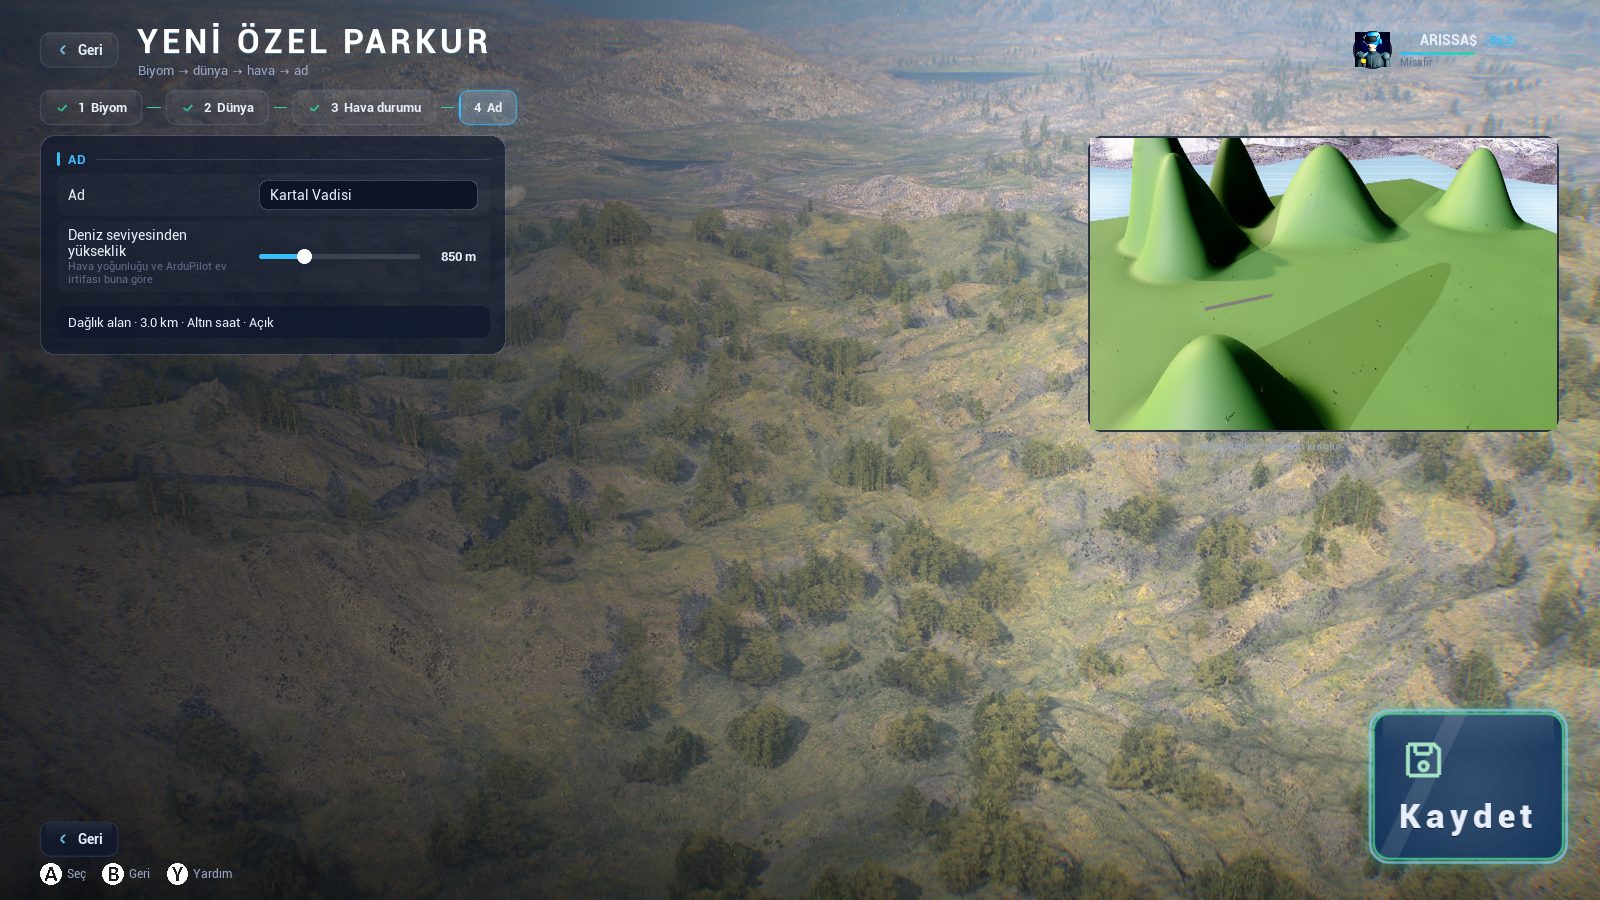 Geri
YENİ ÖZEL PARKUR
Biyom → dünya → hava → ad
ARISSA$
Misafir
1 Biyom
2 Dünya
3 Hava durumu
4 Ad
AD
Ad
Kartal Vadisi
Deniz seviyesinden
yükseklik
850 m
Hava yoğunluğu ve ArduPilot ev
irtifası buna göre
Dağlık alan · 3.0 km · Altın saat · Açık
Kaydet
Geri
A Seç
B Geri
Y Yardım